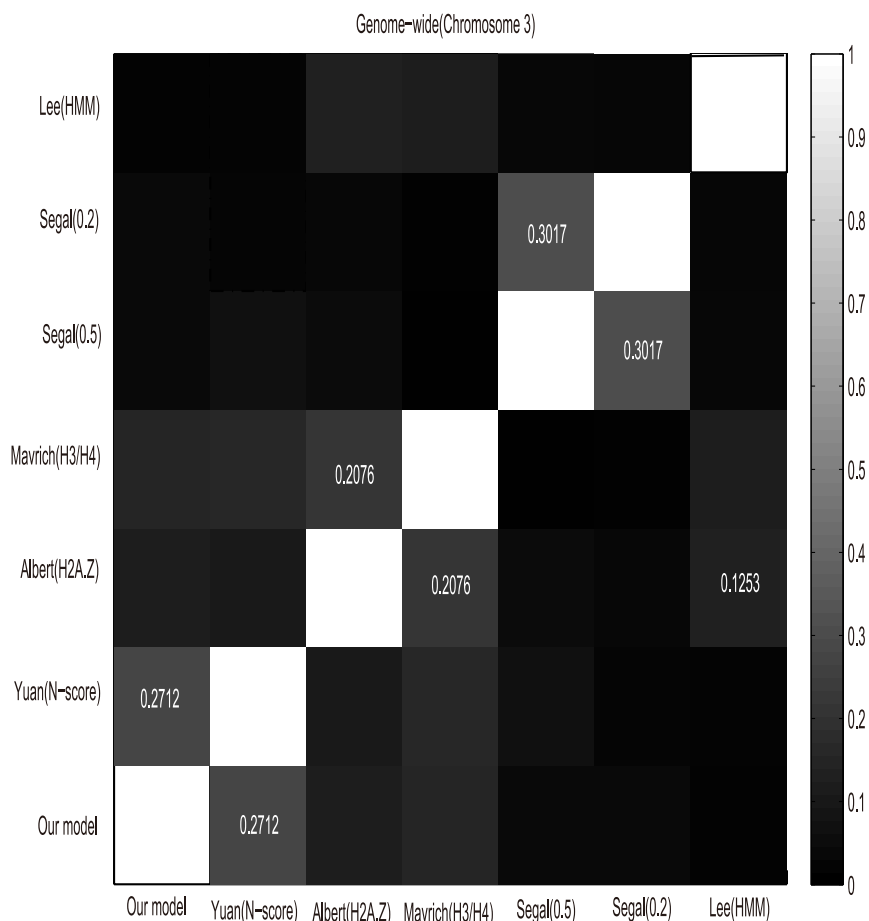 Genome-wide(Chromosome 3)
Lee(HMM)
1
0.9
Segal(0.2)
0.3017
0.8
0.7
Segal(0.5)
0.3017
0.6
Mavrich(H3/H4)
0.2076
0.5
0.4
Albert(H2A.Z)
0.2076
0.1253
0.3
Yuan(N-score)
0.2712
0.2
Our model
0.2712
0.1
0
Our model
Yuan(N-score)
Albert(H2A.Z)
Mavrich(H3/H4)
Segal(0.5)
Segal(0.2)
Lee(HMM)